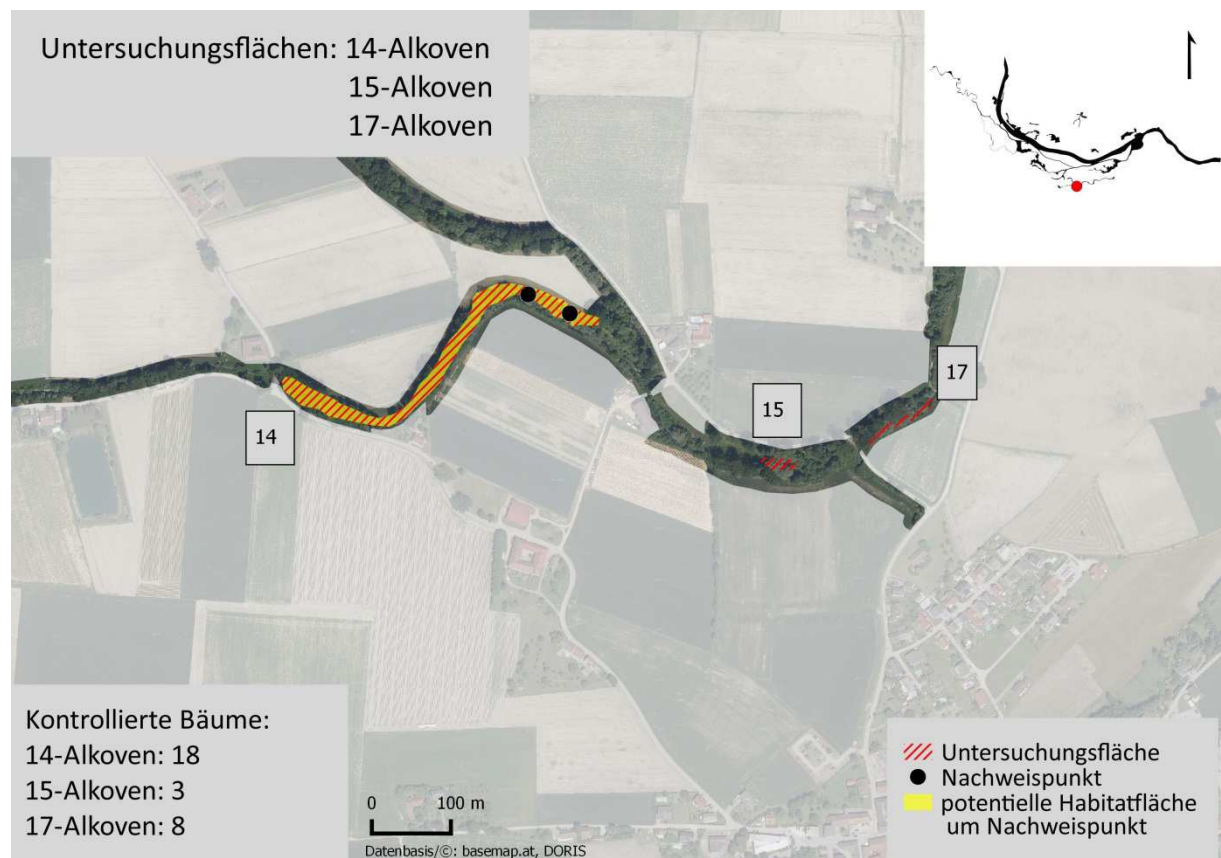 Untersuchungsflächen: 14-Alkoven
15-Alkoven
17-Alkoven
17
15
14
Kontrollierte Bäume:
14-Alkoven: 18
15-Alkoven: 3
17-Alkoven: 8
0 100 m
Datenbasis/©: basemap.at, DORIS
Untersuchungsfläche
Nachweispunkt
potentielle Habitatfläche
um Nachweispunkt